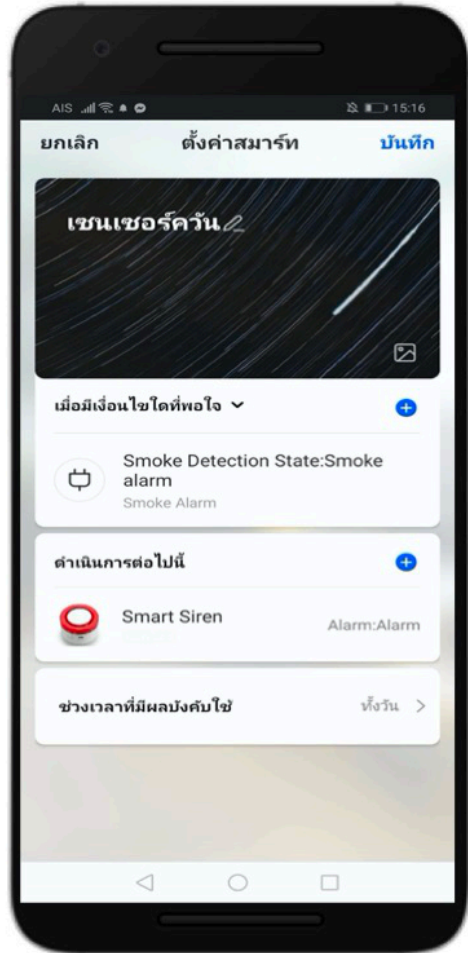 AIS 15:16
ยกเลิก ตั้งค่าสมาร์ท บันทึก
เซนเซอร์ควัน
เมื่อมีเงื่อนไขใดที่พอใจ
Smoke Detection State:Smoke
alarm
Smoke Alarm
ดำเนินการต่อไปนี้
Smart Siren Alarm:Alarm
ช่วงเวลาที่มีผลบังคับใช้ ทั้งวัน